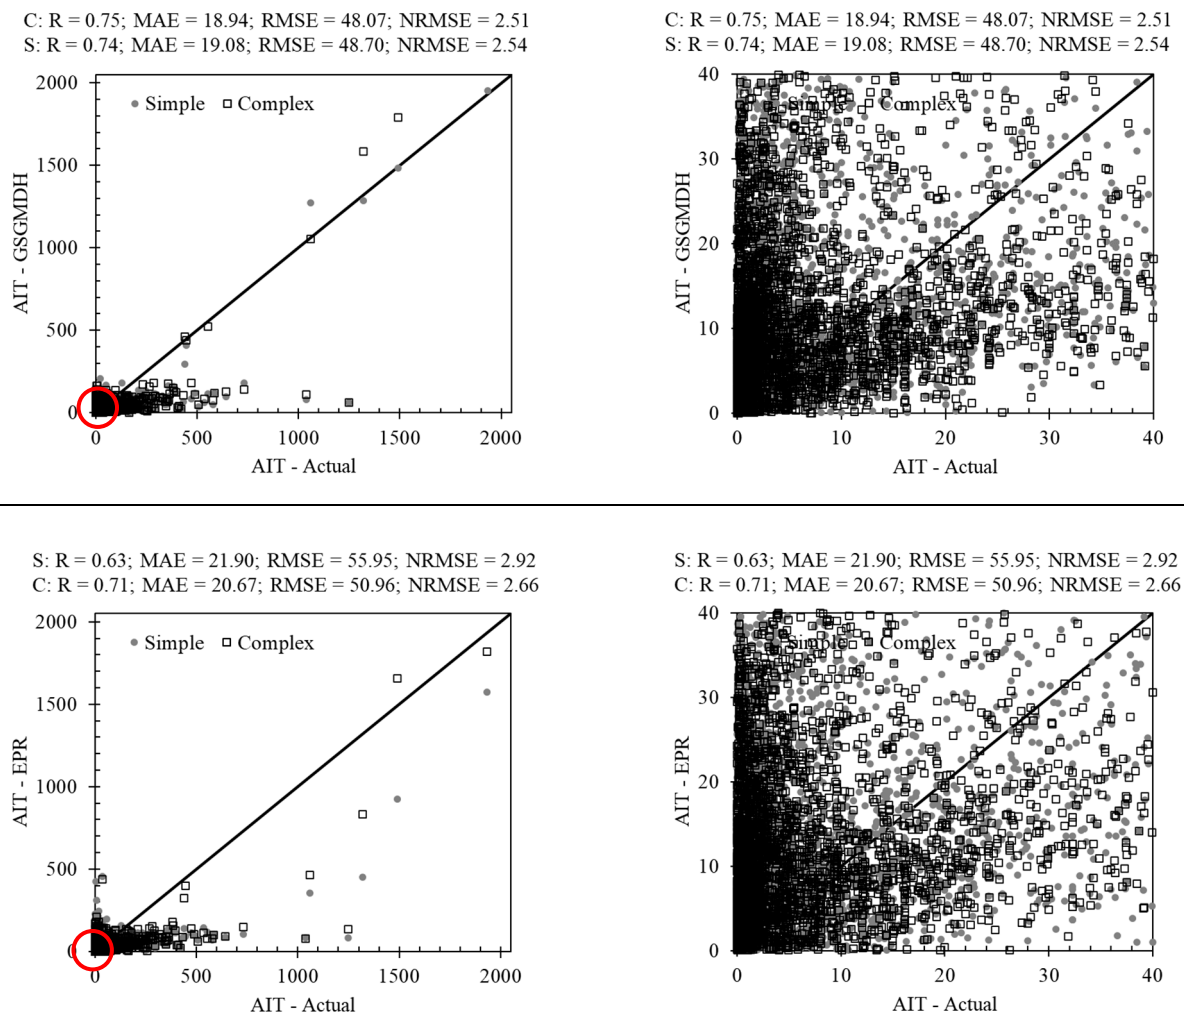 C: R = 0.75; MAE = 18.94; RMSE = 48.07; NRMSE = 2.51
S: R = 0.74; MAE = 19.08; RMSE = 48.70; NRMSE = 2.54
2000
1500
1000
500
0
Simple
Complex
AIT - GSGMDH
0
500
1000
1500
2000
AIT - Actual
C: R = 0.75; MAE = 18.94; RMSE = 48.07; NRMSE = 2.51
S: R = 0.74; MAE = 19.08; RMSE = 48.70; NRMSE = 2.54
40
30
20
10
0
Simple
Complex
AIT - GSGMDH
0
10
20
30
40
AIT - Actual
S: R = 0.63; MAE = 21.90; RMSE = 55.95; NRMSE = 2.92
C: R = 0.71; MAE = 20.67; RMSE = 50.96; NRMSE = 2.66
2000
1500
1000
500
0
Simple
Complex
AIT - EPR
0
500
1000
1500
2000
AIT - Actual
S: R = 0.63; MAE = 21.90; RMSE = 55.95; NRMSE = 2.92
C: R = 0.71; MAE = 20.67; RMSE = 50.96; NRMSE = 2.66
40
30
20
10
0
Simple
Complex
AIT - EPR
0
10
20
30
40
AIT - Actual